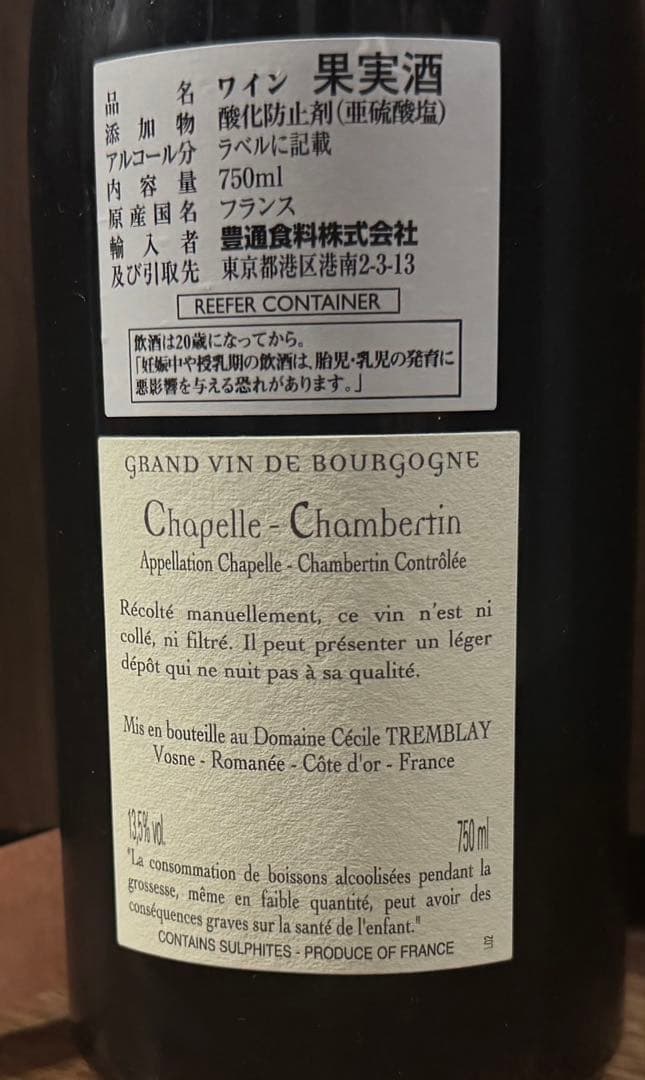 品名 ワイン 果実酒
添加物 酸化防止剤(亜硫酸塩)
アルコール分 ラベルに記載
内容量 750ml
原産国名 フランス
輸入者 豊通食料株式会社
及び引取先 東京都港区港南2-3-13
REEFER CONTAINER
飲酒は20歳になってから。
「妊娠中や授乳期の飲酒は、胎児・乳児の発育に
悪影響を与える恐れがあります。」
GRAND VIN DE BOURGOGNE
Chapelle - Chambertin
Appellation Chapelle - Chambertin Contrôlée
Récolté manuellement, ce vin n'est ni
collé, ni filtré. Il peut présenter un léger
dépôt qui ne nuit pas à sa qualité.
Mis en bouteille au Domaine Cécile TREMBLAY
Vosne - Romanée - Côte d'or - France
13,5% vol. 750 ml
"La consommation de boissons alcoolisées pendant la
grossesse, même en faible quantité, peut avoir des
conséquences graves sur la santé de l'enfant."
CONTAINS SULPHITES - PRODUCE OF FRANCE